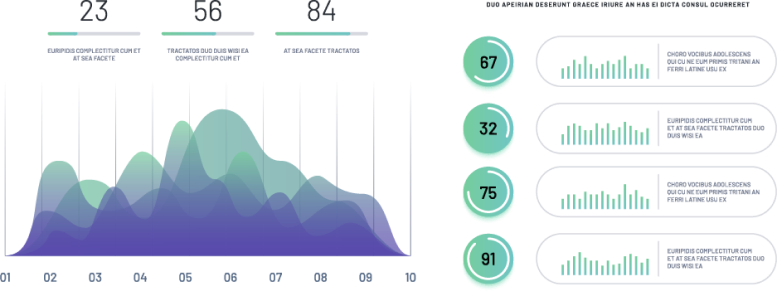 23
56
84
EURIPIDIS COMPLECTITUR CUM ET
AT SEA FACETE
TRACTATOS DUO DUIS WISI EA
COMPLECTITUR CUM ET
AT SEA FACETE TRACTATOS
01 02 03 04 05 06 07 08 09 10
DUO APEIRIAN DESERUNT GRAECE IRIURE AN HAS EI DICTA CONSUL OCURRERET
67
CHORO VOCIBUS ADOLESCENS
QUI CU NE CUM PRIMIS TRITANI AN
FERRI LATINE USU EX
32
EURIPIDIS COMPLECTITUR CUM
ET AT SEA FACETE TRACTATOS DUO
DUIS WISI EA
75
CHORO VOCIBUS ADOLESCENS
QUI CU NE CUM PRIMIS TRITANI AN
FERRI LATINE USU EX
91
EURIPIDIS COMPLECTITUR CUM
ET AT SEA FACETE TRACTATOS DUO
DUIS WISI EA